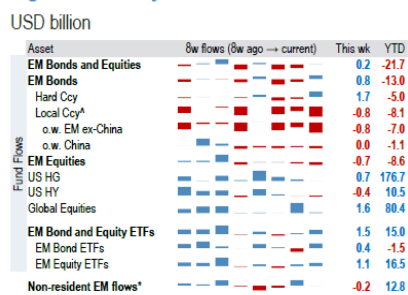 USD billion
Asset 8w flows (8w ago → current) This wk YTD
EM Bonds and Equities 0.2 -21.7
EM Bonds 0.8 -13.0
Hard Ccy 1.7 -5.0
Local Ccy^ -0.8 -8.1
o.w. EM ex-China -0.8 -7.0
o.w. China 0.0 -1.1
EM Equities -0.7 -8.6
US HG 0.7 176.7
US HY -0.4 10.5
Global Equities 1.6 80.4
EM Bond and Equity ETFs 1.5 15.0
EM Bond ETFs 0.4 -1.5
EM Equity ETFs 1.1 16.5
Non-resident EM flows* -0.2 12.8
Fund Flows